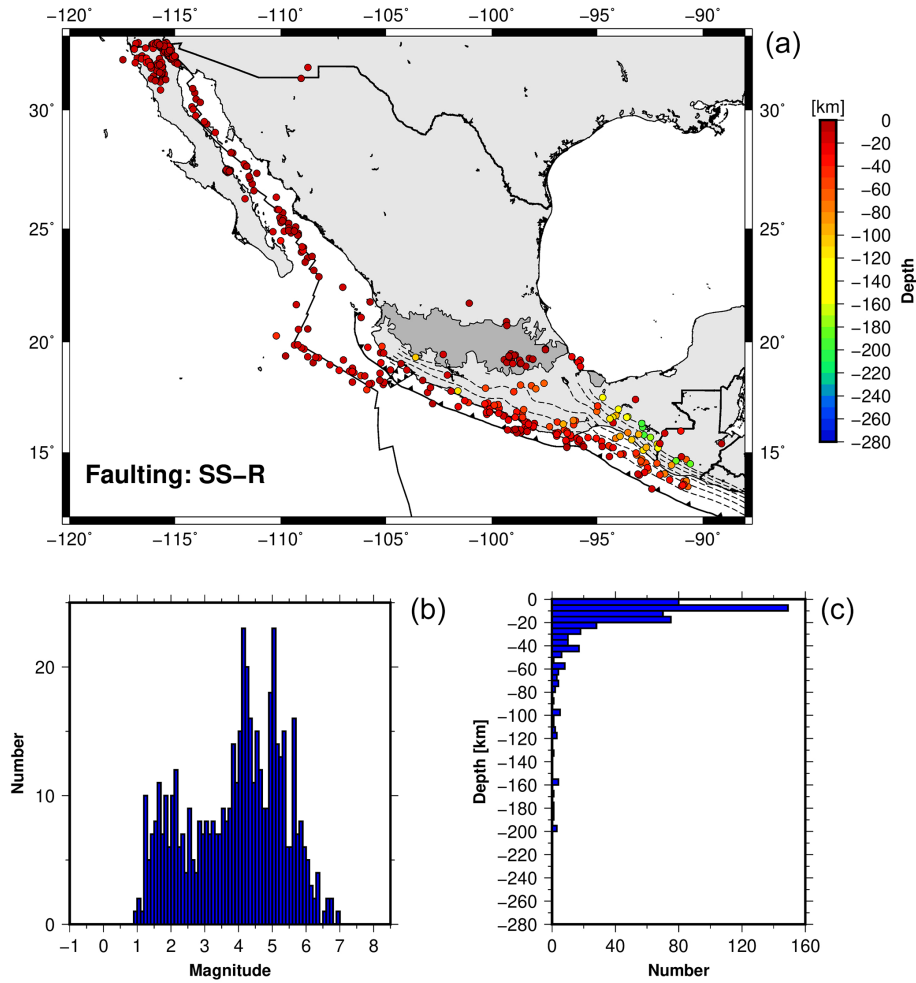 −120˚ −115˚ −110˚ −105˚ −100˚ −95˚ −90˚
(a)
30˚ 30˚
25˚ 25˚
20˚ 20˚
15˚ 15˚
Faulting: SS−R
−120˚ −115˚ −110˚ −105˚ −100˚ −95˚ −90˚
[km]
0
−20
−40
−60
−80
−100
−120
−140
−160
−180
−200
−220
−240
−260
−280
Depth
(b)
20
10
0
Number
−1 0 1 2 3 4 5 6 7 8
Magnitude
(c)
0
−20
−40
−60
−80
−100
−120
−140
−160
−180
−200
−220
−240
−260
−280
Depth [km]
0 40 80 120 160
Number